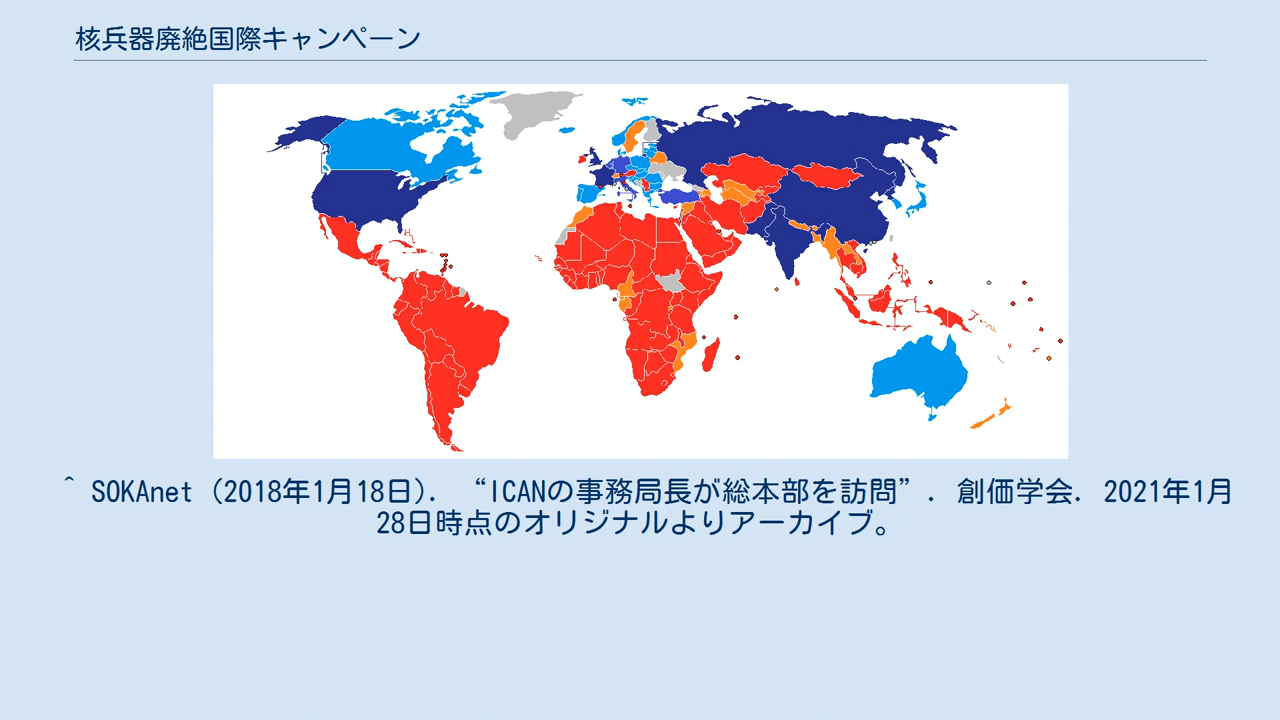 核兵器廃絶国際キャンペーン
^ SOKAnet (2018年1月18日). “ICANの事務局長が総本部を訪問”. 創価学会. 2021年1月
28日時点のオリジナルよりアーカイブ。